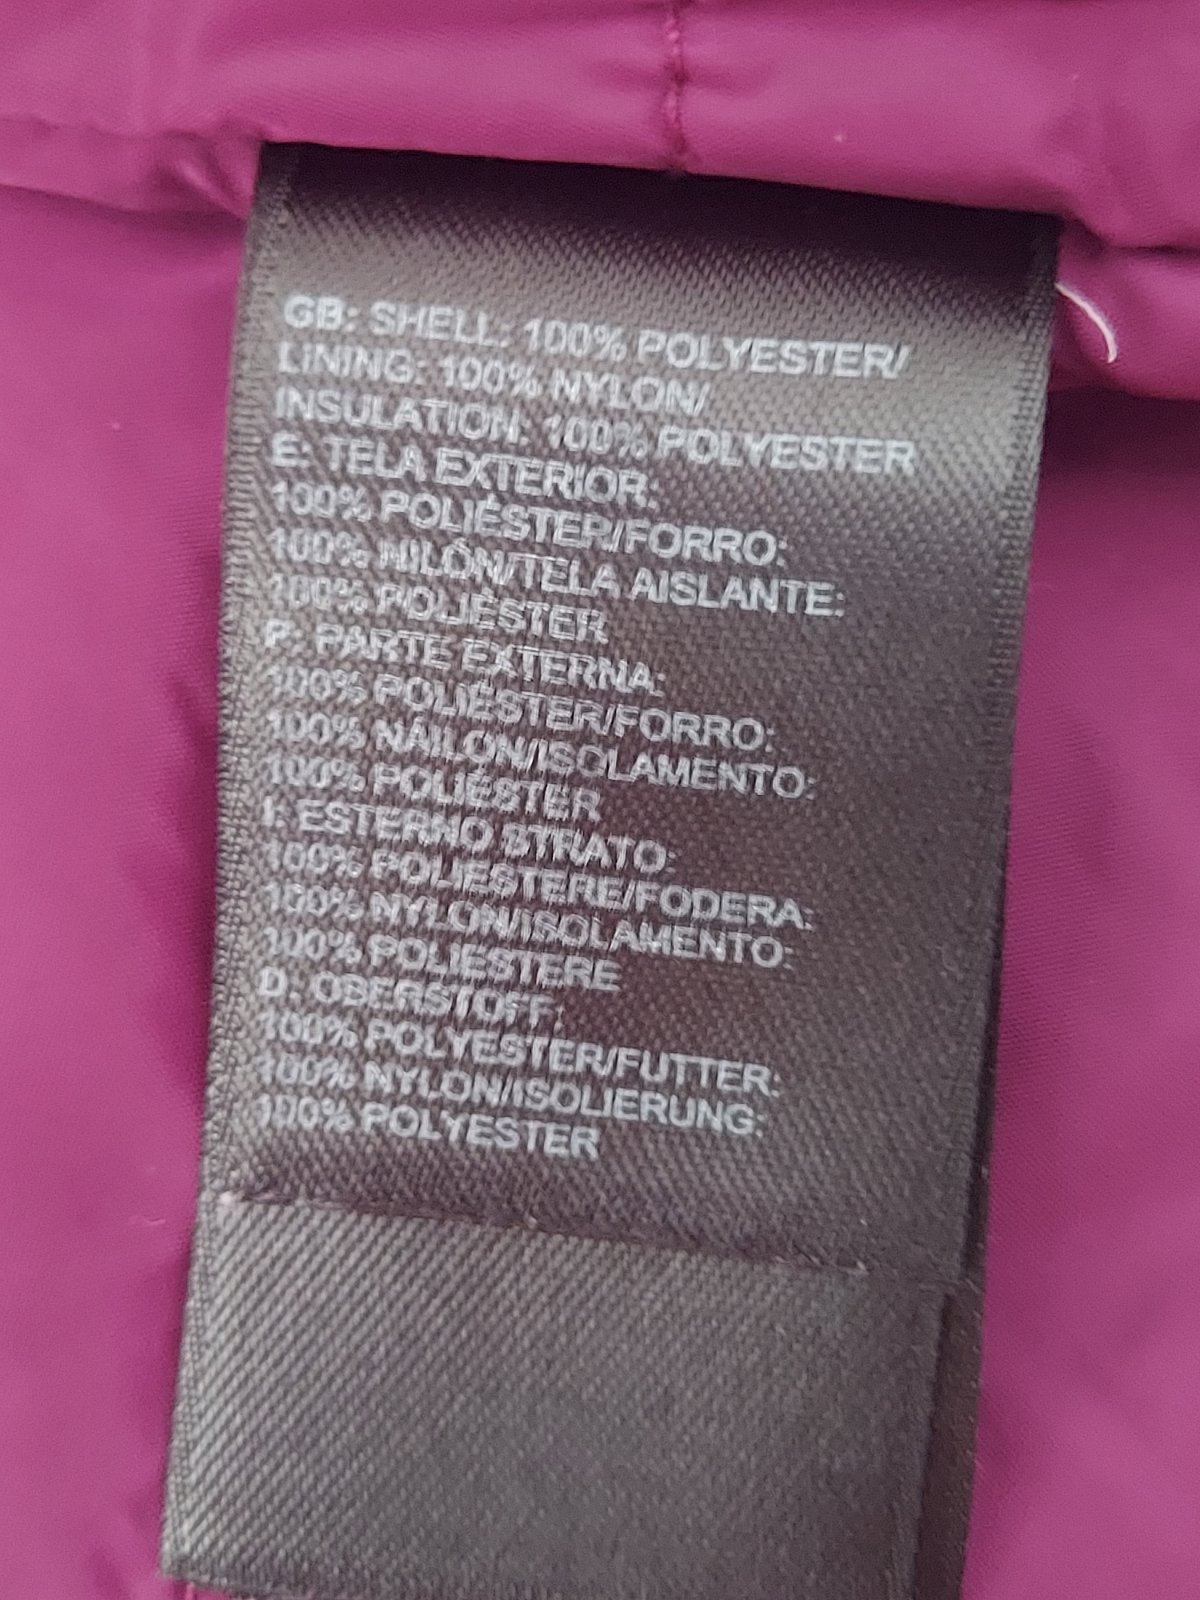 GB: SHELL: 100% POLYESTER/
LINING: 100% NYLON/
INSULATION: 100% POLYESTER
E: TELA EXTERIOR:
100% POLIÉSTER/FORRO:
100% NILÓN/TELA AISLANTE:
100% POLIÉSTER
P: PARTE EXTERNA:
100% POLIÉSTER/FORRO:
100% NÁILON/ISOLAMENTO:
100% POLIÉSTER
I: ESTERNO STRATO:
100% POLIESTERE/FODERA:
100% NYLON/ISOLAMENTO:
100% POLIESTERE
D: OBERSTOFF:
100% POLYESTER/FUTTER:
100% NYLON/ISOLIERUNG:
100% POLYESTER